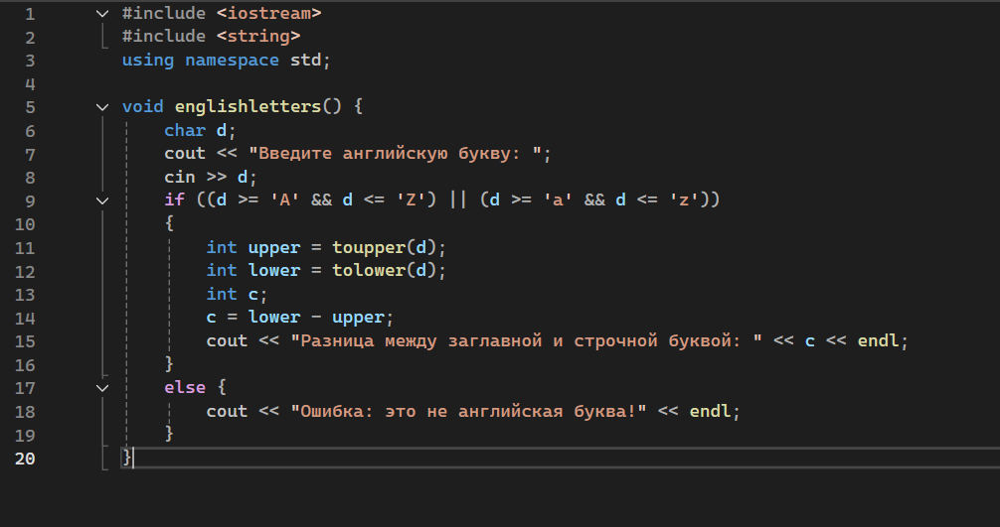 1 #include <iostream>
2 #include <string>
3 using namespace std;
4
5 void englishletters() {
6 char d;
7 cout << "Введите английскую букву: ";
8 cin >> d;
9 if ((d >= 'A' && d <= 'Z') || (d >= 'a' && d <= 'z'))
10 {
11 int upper = toupper(d);
12 int lower = tolower(d);
13 int c;
14 c = lower - upper;
15 cout << "Разница между заглавной и строчной буквой: " << c << endl;
16 }
17 else {
18 cout << "Ошибка: это не английская буква!" << endl;
19 }
20 }